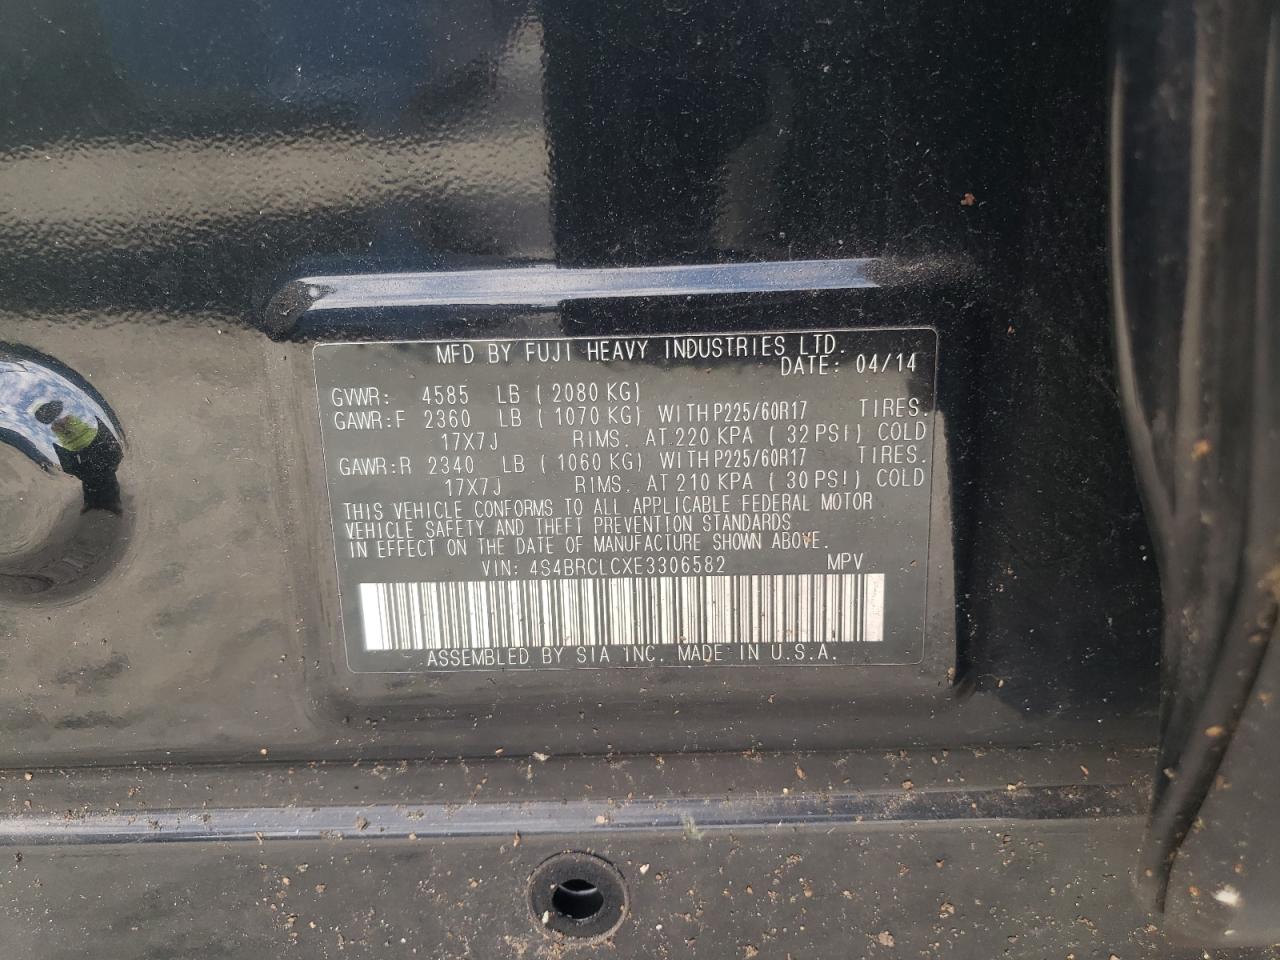 MFD BY FUJI HEAVY INDUSTRIES LTD.
DATE: 04/14
GVWR: 4585 LB (2080 KG)
GAWR:F 2360 LB (1070 KG) WITH P225/60R17 TIRES.
17X7J RIMS. AT 220 KPA (32 PSI) COLD
GAWR:R 2340 LB (1060 KG) WITH P225/60R17 TIRES.
17X7J RIMS. AT 210 KPA (30 PSI) COLD
THIS VEHICLE CONFORMS TO ALL APPLICABLE FEDERAL MOTOR
VEHICLE SAFETY AND THEFT PREVENTION STANDARDS
IN EFFECT ON THE DATE OF MANUFACTURE SHOWN ABOVE.
VIN: 4S4BRCLCXE3306582 MPV
ASSEMBLED BY SIA INC. MADE IN U.S.A.